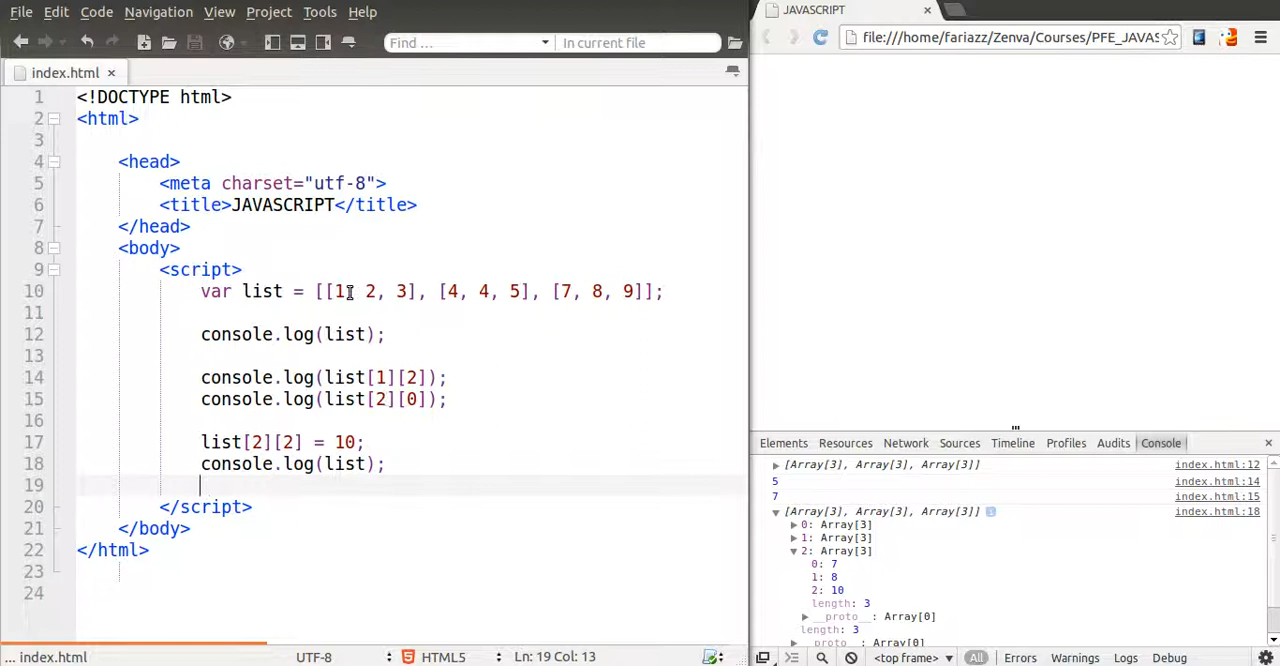 File Edit Code Navigation View Project Tools Help
Find ... In current file
index.html ×
1 <!DOCTYPE html>
2 <html>
3
4 <head>
5 <meta charset="utf-8">
6 <title>JAVASCRIPT</title>
7 </head>
8 <body>
9 <script>
10 var list = [[1, 2, 3], [4, 4, 5], [7, 8, 9]];
11
12 console.log(list);
13
14 console.log(list[1][2]);
15 console.log(list[2][0]);
16
17 list[2][2] = 10;
18 console.log(list);
19
20 </script>
21 </body>
22 </html>
23
24
... index.html UTF-8 HTML5 Ln: 19 Col: 13
JAVASCRIPT ×
file:///home/fariazz/Zenva/Courses/PFE_JAVAS
Elements Resources Network Sources Timeline Profiles Audits Console ×
[Array[3], Array[3], Array[3]] index.html:12
5 index.html:14
7 index.html:15
[Array[3], Array[3], Array[3]] i index.html:18
0: Array[3]
1: Array[3]
2: Array[3]
0: 7
1: 8
2: 10
length: 3
__proto__: Array[0]
length: 3
__proto__: Array[0]
<top frame> All Errors Warnings Logs Debug